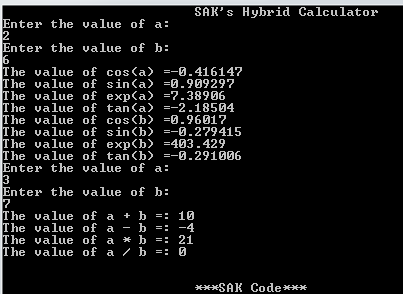 SAK's Hybrid Calculator
Enter the value of a:
2
Enter the value of b:
6
The value of cos(a) =-0.416147
The value of sin(a) =0.909297
The value of exp(a) =7.38906
The value of tan(a) =-2.18504
The value of cos(b) =0.96017
The value of sin(b) =-0.279415
The value of exp(b) =403.429
The value of tan(b) =-0.291006
Enter the value of a:
3
Enter the value of b:
7
The value of a + b =: 10
The value of a - b =: -4
The value of a * b =: 21
The value of a / b =: 0
***SAK Code***